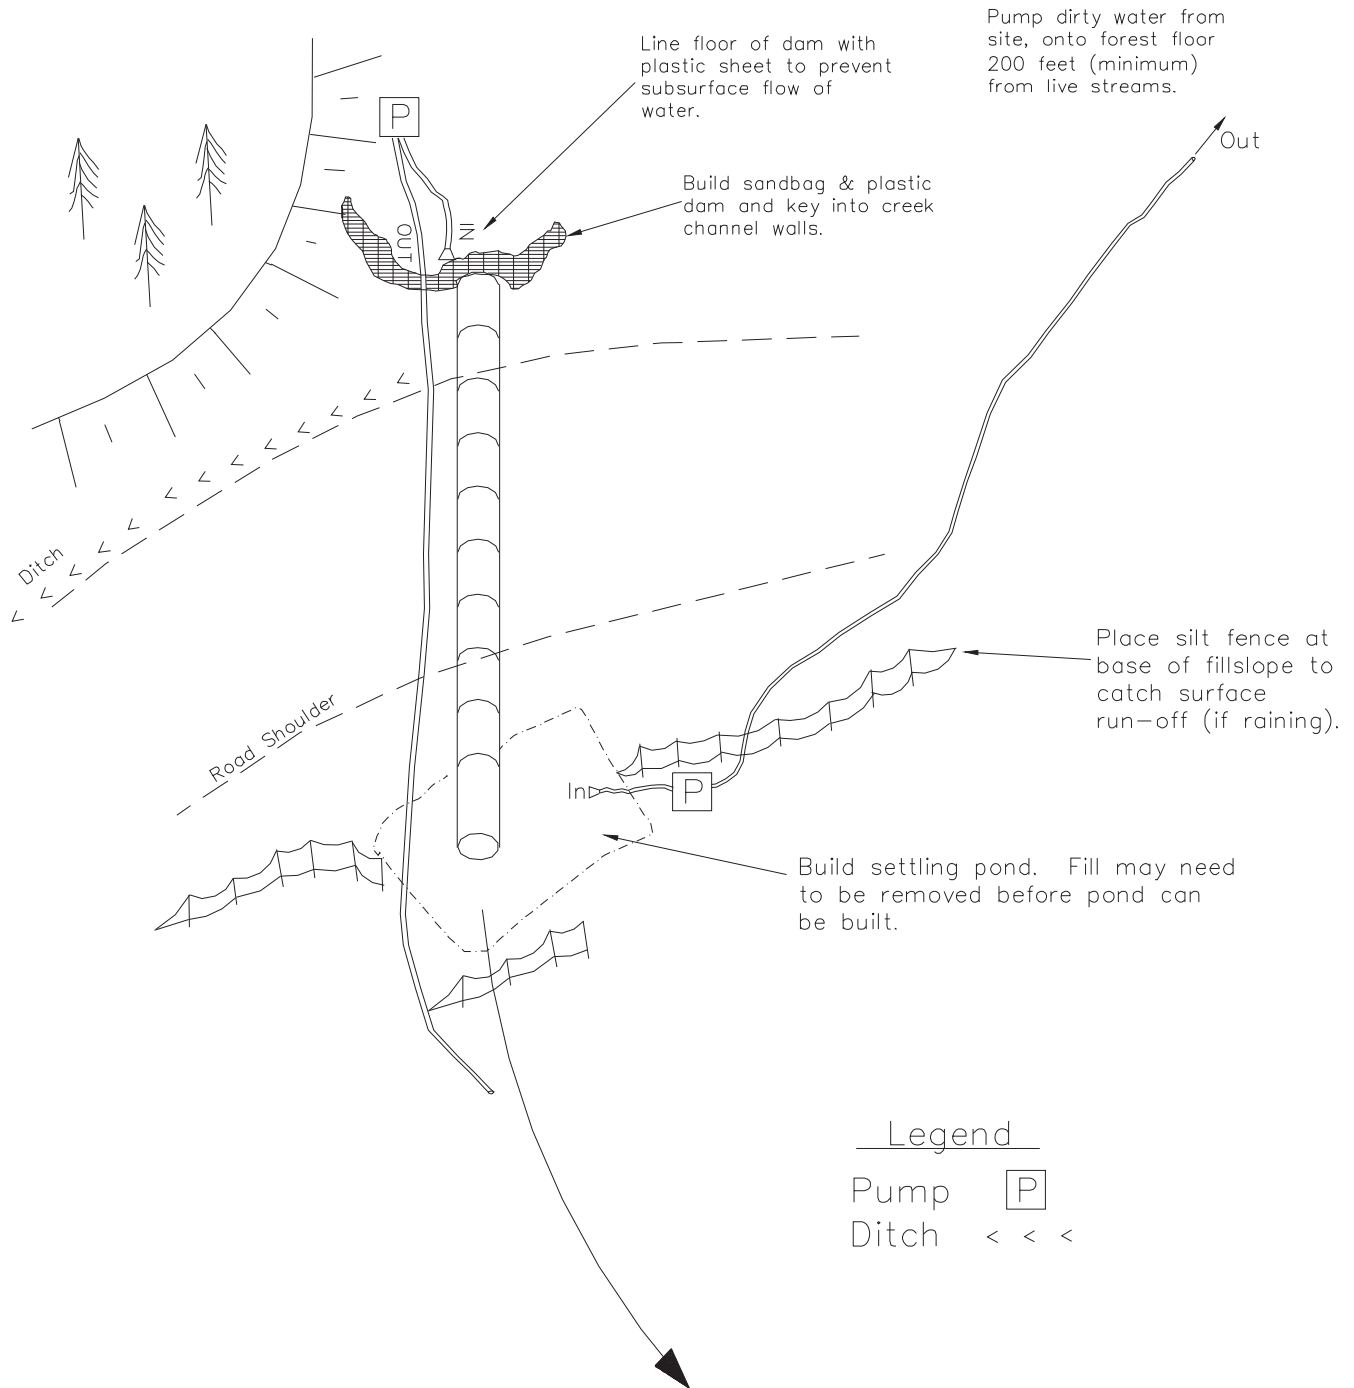 Pump dirty water from
site, onto forest floor
200 feet (minimum)
from live streams.
Line floor of dam with
plastic sheet to prevent
subsurface flow of
water.
P
Out
Build sandbag & plastic
dam and key into creek
channel walls.
OUT
IN
Ditch
Place silt fence at
base of fillslope to
catch surface
run-off (if raining).
Road Shoulder
In
P
Build settling pond. Fill may need
to be removed before pond can
be built.
Legend
Pump P
Ditch < < <